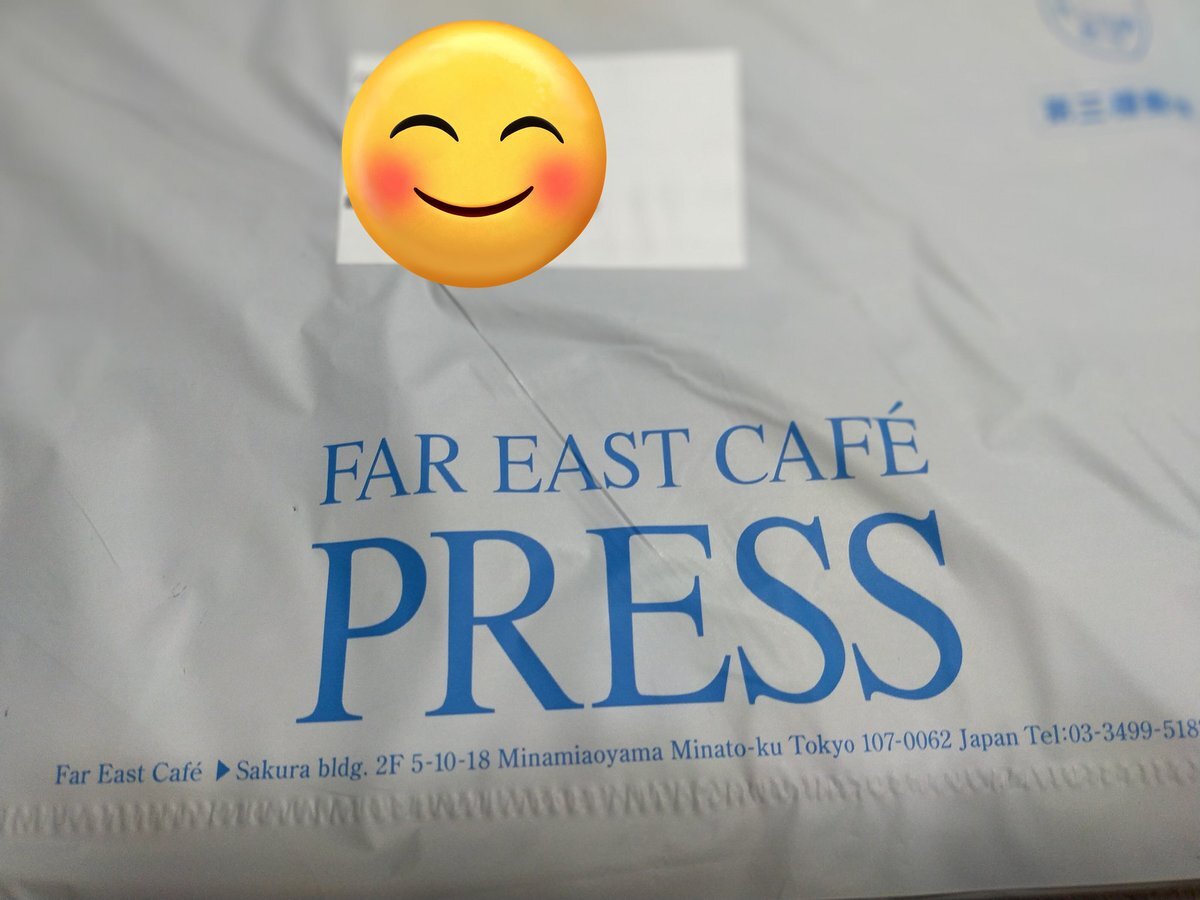 FAR EAST CAFÉ
PRESS
Far East Café ▶Sakura bldg. 2F 5-10-18 Minamiaoyama Minato-ku Tokyo 107-0062 Japan Tel:03-3499-518